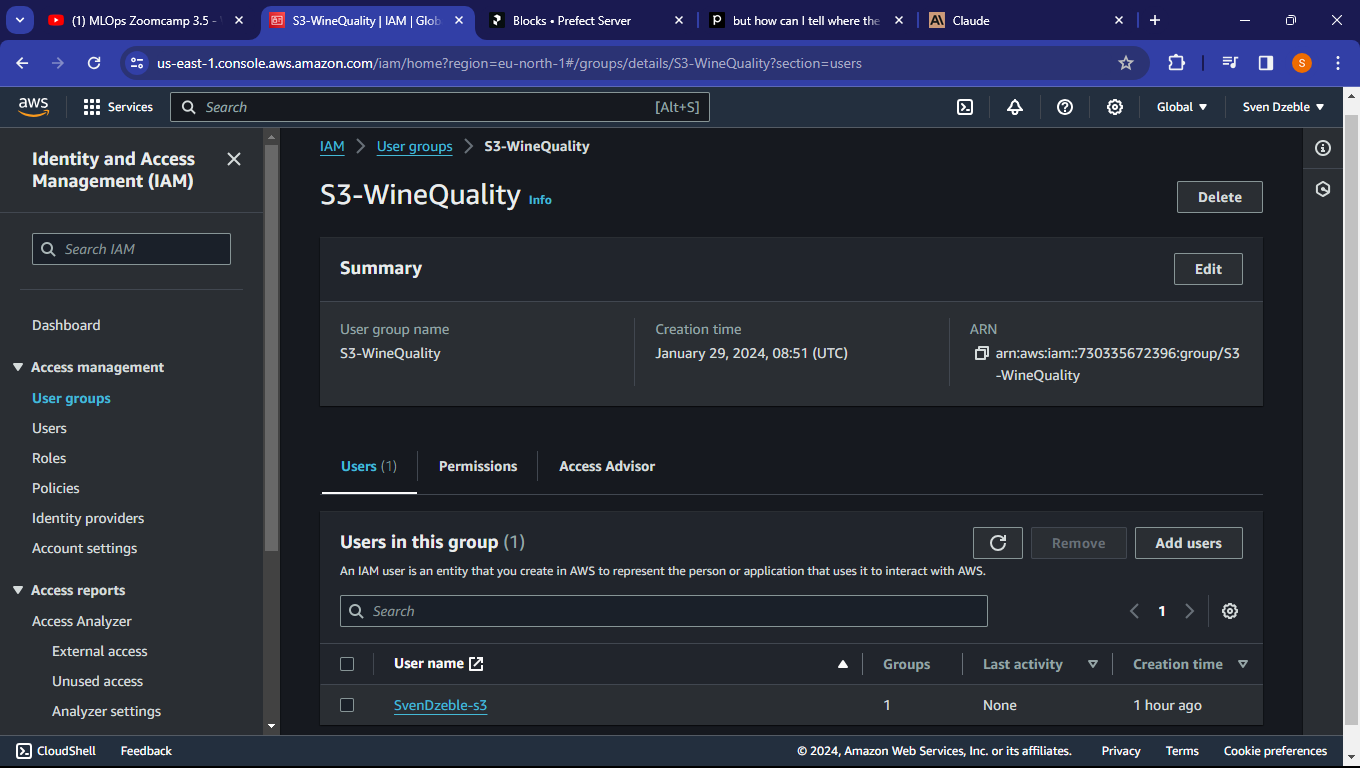 (1) MLOps Zoomcamp 3.5 -
S3-WineQuality | IAM | Glob
Blocks • Prefect Server
but how can I tell where the
Claude
us-east-1.console.aws.amazon.com/iam/home?region=eu-north-1#/groups/details/S3-WineQuality?section=users
S
aws
Services
Search
[Alt+S]
Global
Sven Dzeble
Identity and Access
Management (IAM)
Search IAM
Dashboard
Access management
User groups
Users
Roles
Policies
Identity providers
Account settings
Access reports
Access Analyzer
External access
Unused access
Analyzer settings
IAM
User groups
S3-WineQuality
S3-WineQuality Info
Delete
Summary
Edit
User group name
S3-WineQuality
Creation time
January 29, 2024, 08:51 (UTC)
ARN
arn:aws:iam::730335672396:group/S3
-WineQuality
Users (1)
Permissions
Access Advisor
Users in this group (1)
Remove
Add users
An IAM user is an entity that you create in AWS to represent the person or application that uses it to interact with AWS.
Search
1
User name
Groups
Last activity
Creation time
SvenDzeble-s3
1
None
1 hour ago
CloudShell
Feedback
© 2024, Amazon Web Services, Inc. or its affiliates.
Privacy
Terms
Cookie preferences